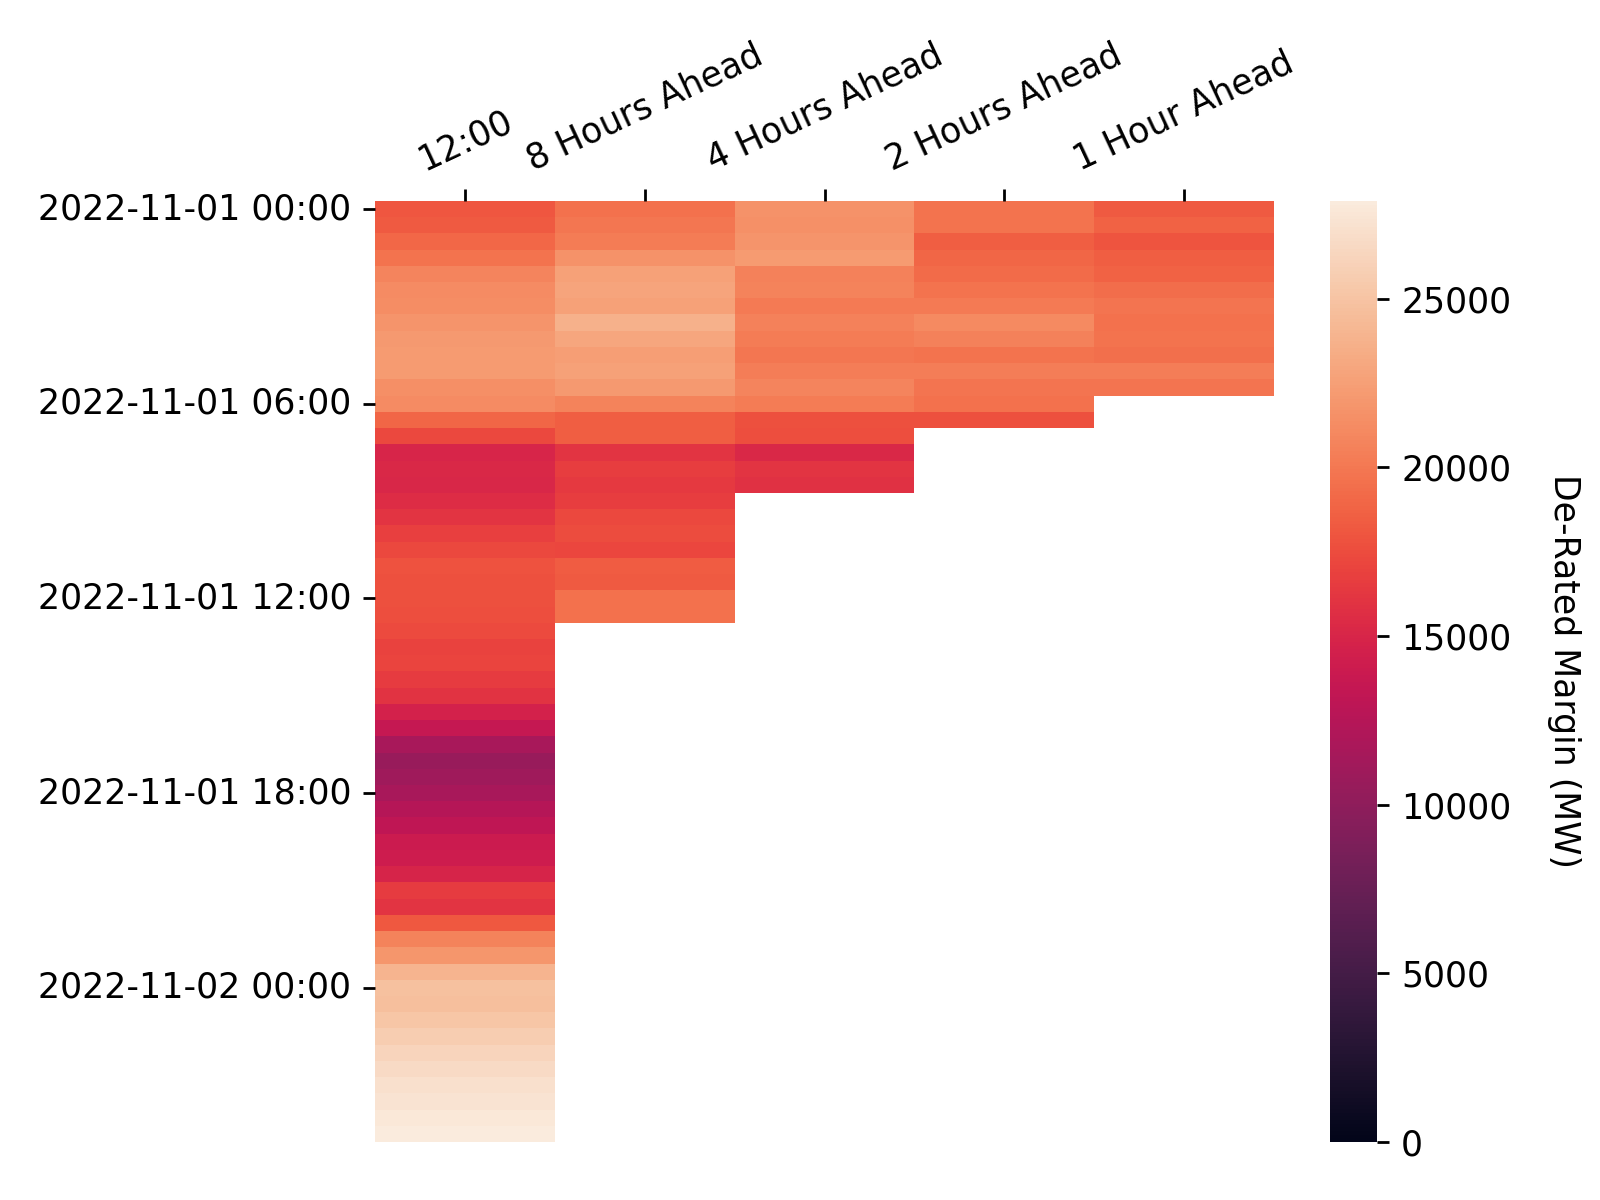 12:00
8 Hours Ahead
4 Hours Ahead
2 Hours Ahead
1 Hour Ahead
2022-11-01 00:00
2022-11-01 06:00
2022-11-01 12:00
2022-11-01 18:00
2022-11-02 00:00
25000
20000
15000
10000
5000
0
De-Rated Margin (MW)